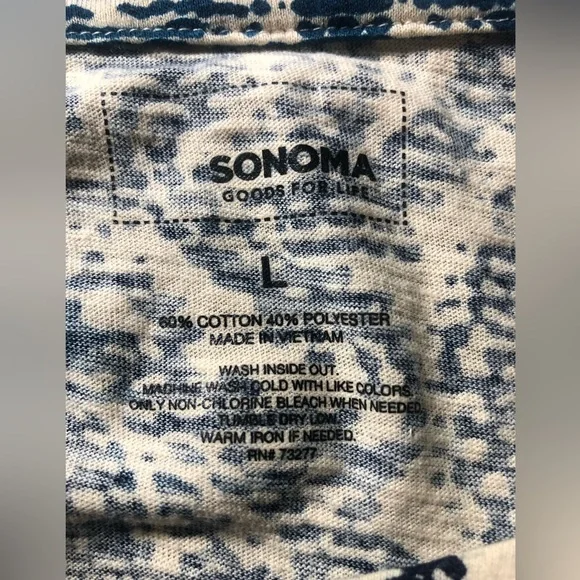 SONOMA
GOODS FOR LIFE
L
60% COTTON 40% POLYESTER
MADE IN VIETNAM
WASH INSIDE OUT.
MACHINE WASH COLD WITH LIKE COLORS.
ONLY NON-CHLORINE BLEACH WHEN NEEDED.
TUMBLE DRY LOW.
WARM IRON IF NEEDED.
RN# 73277